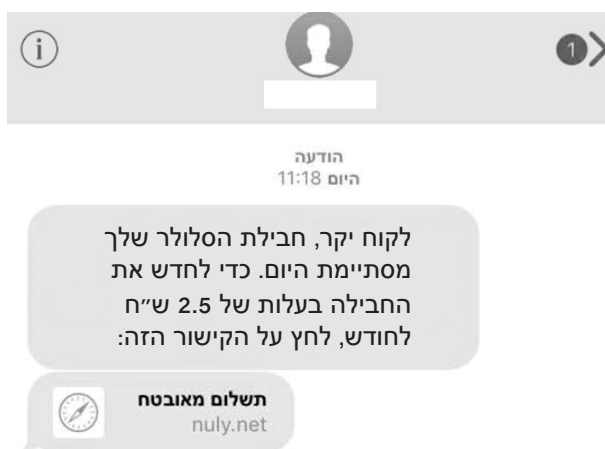 1
הודעה
היום 11:18
לקוח יקר, חבילת הסלולר שלך
מסתיימת היום. כדי לחדש את
החבילה בעלות של 2.5 ש״ח
לחודש, לחץ על הקישור הזה:
תשלום מאובטח
nuly.net